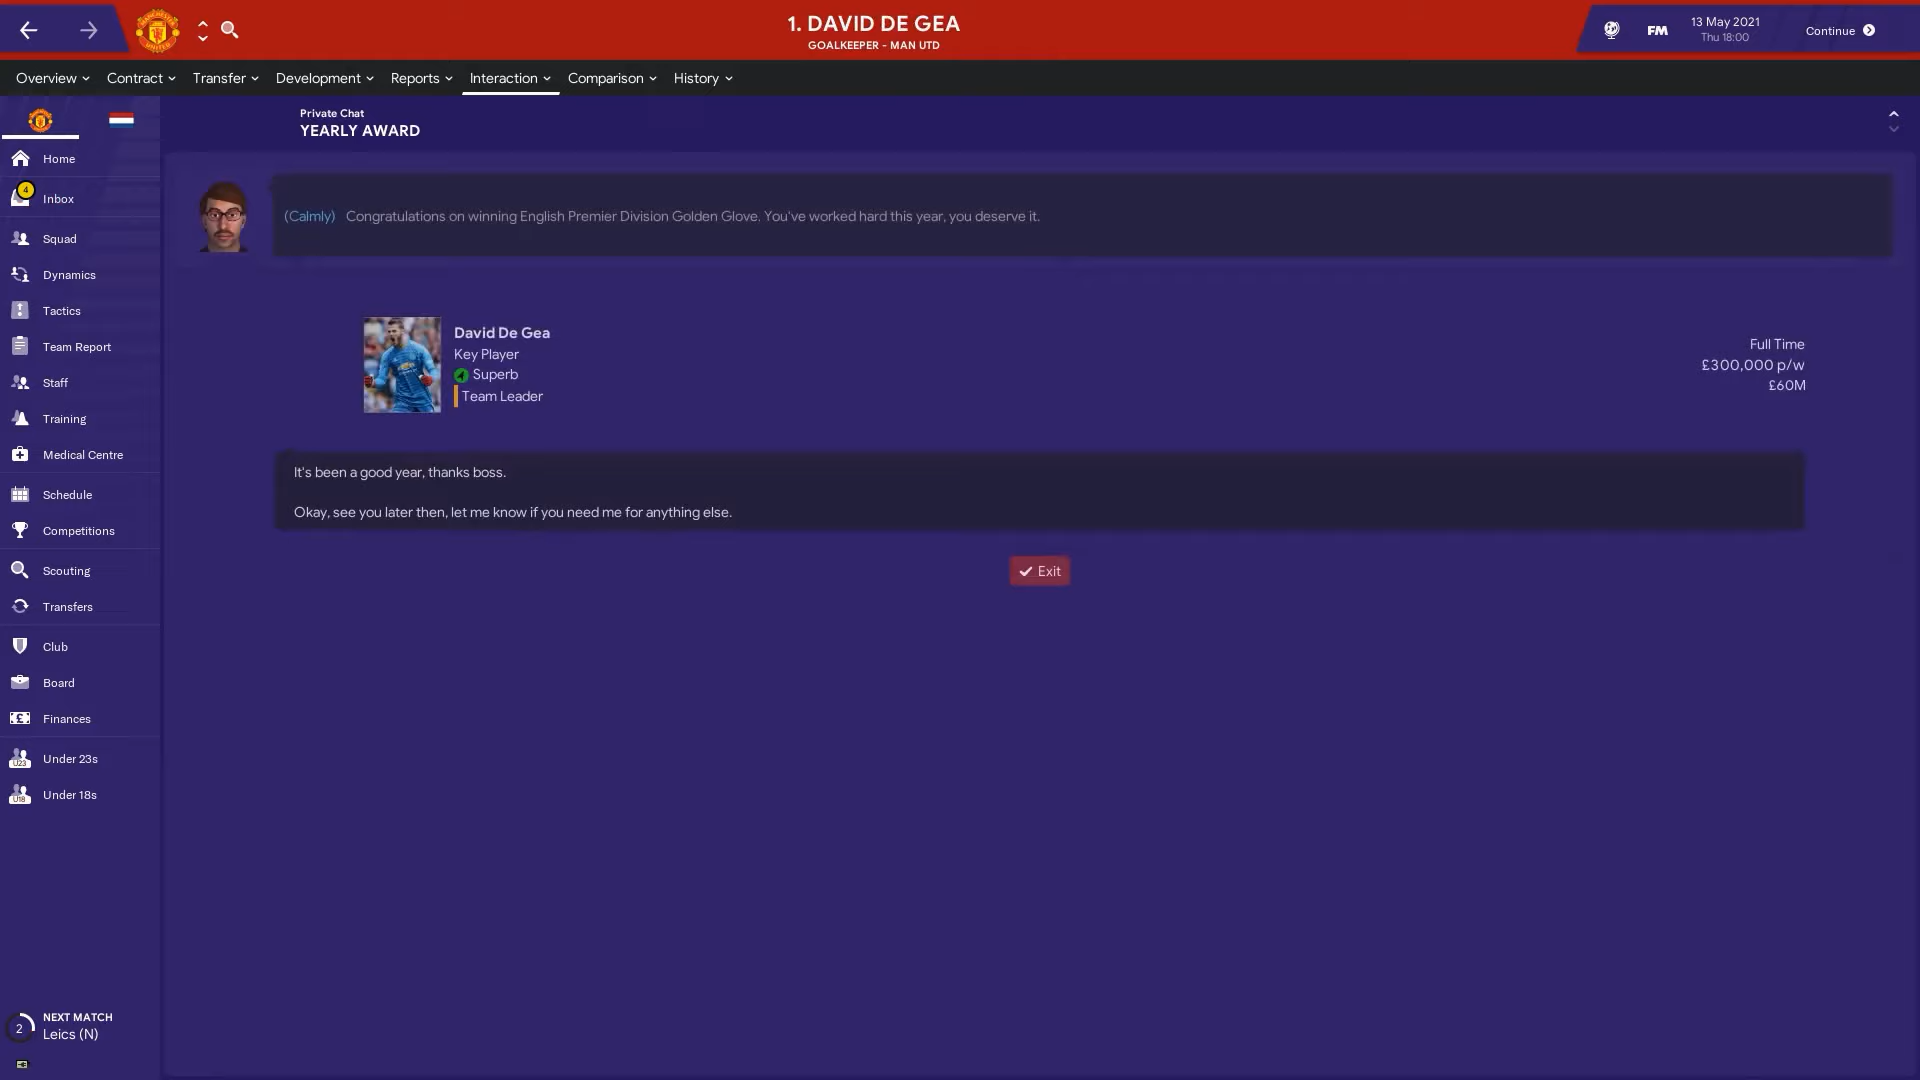 1. DAVID DE GEA
GOALKEEPER - MAN UTD
FM
13 May 2021
Thu 18:00
Continue
Overview
Contract
Transfer
Development
Reports
Interaction
Comparison
History
Private Chat
YEARLY AWARD
Home
4
Inbox
Squad
Dynamics
Tactics
Team Report
Staff
Training
Medical Centre
Schedule
Competitions
Scouting
Transfers
Club
Board
Finances
U23
Under 23s
U18
Under 18s
(Calmly) Congratulations on winning English Premier Division Golden Glove. You've worked hard this year, you deserve it.
David De Gea
Key Player
Superb
Team Leader
Full Time
£300,000 p/w
£60M
It's been a good year, thanks boss.
Okay, see you later then, let me know if you need me for anything else.
Exit
2
NEXT MATCH
Leics (N)